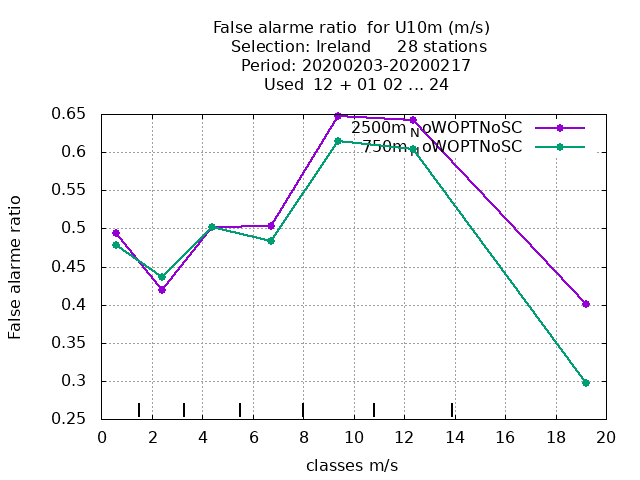 False alarme ratio  for U10m (m/s)
Selection: Ireland     28 stations
Period: 20200203-20200217
Used  12 + 01 02 ... 24
2500m NoWOPTNoSC
750m NoWOPTNoSC
0.65
0.6
0.55
0.5
0.45
0.4
0.35
0.3
0.25
False alarme ratio
0 2 4 6 8 10 12 14 16 18 20
classes m/s